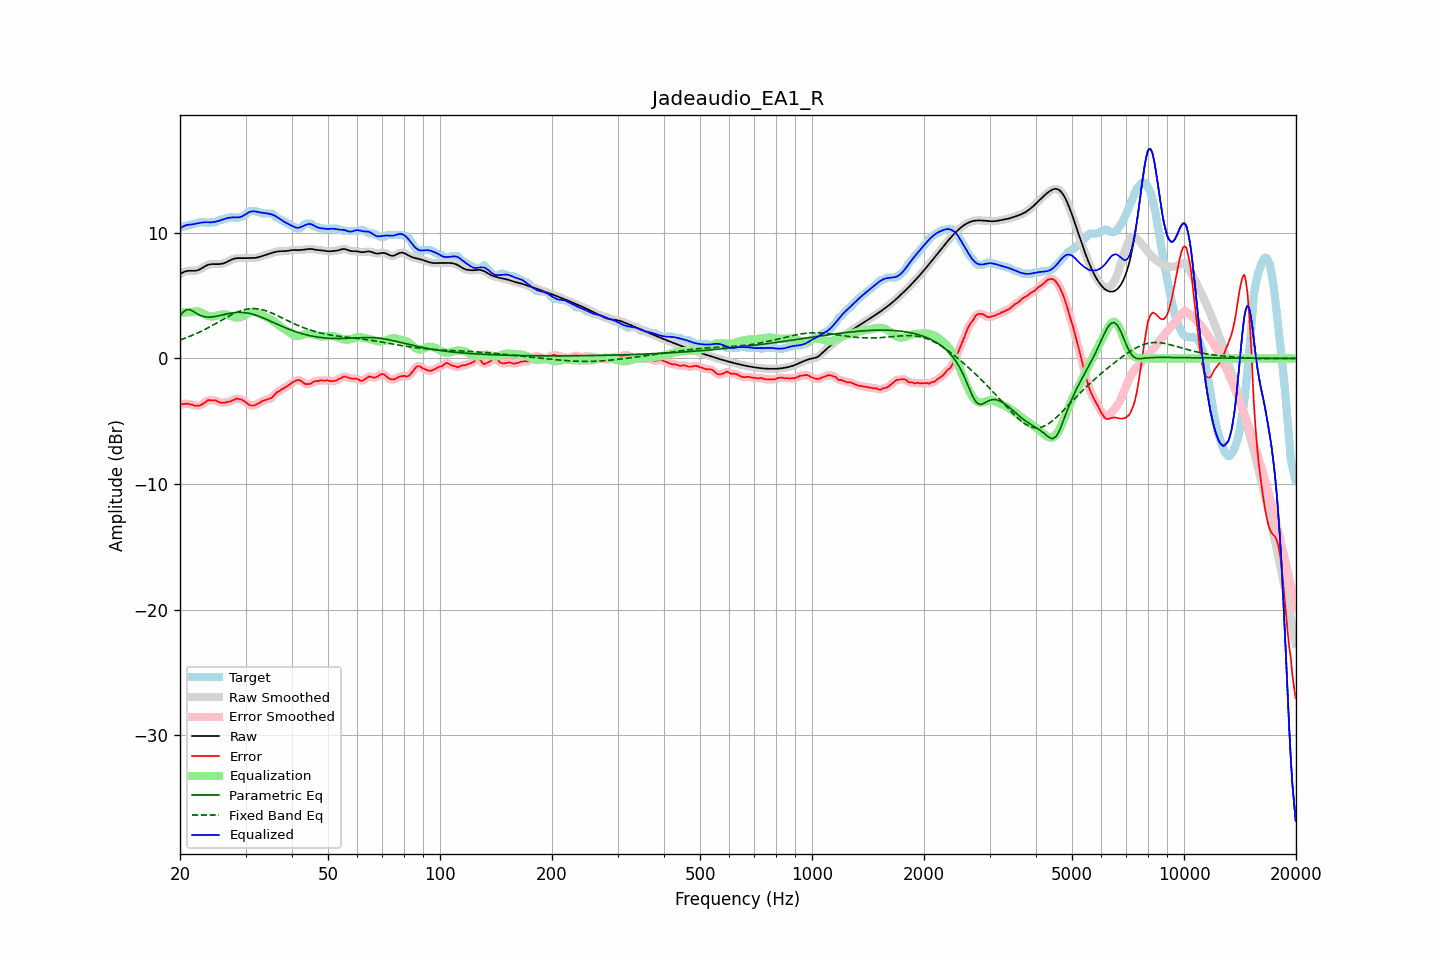 Jadeaudio_EA1_R
Amplitude (dBr)
10
0
−10
−20
−30
Target
Raw Smoothed
Error Smoothed
Raw
Error
Equalization
Parametric Eq
Fixed Band Eq
Equalized
20 50 100 200 500 1000 2000 5000 10000 20000
Frequency (Hz)